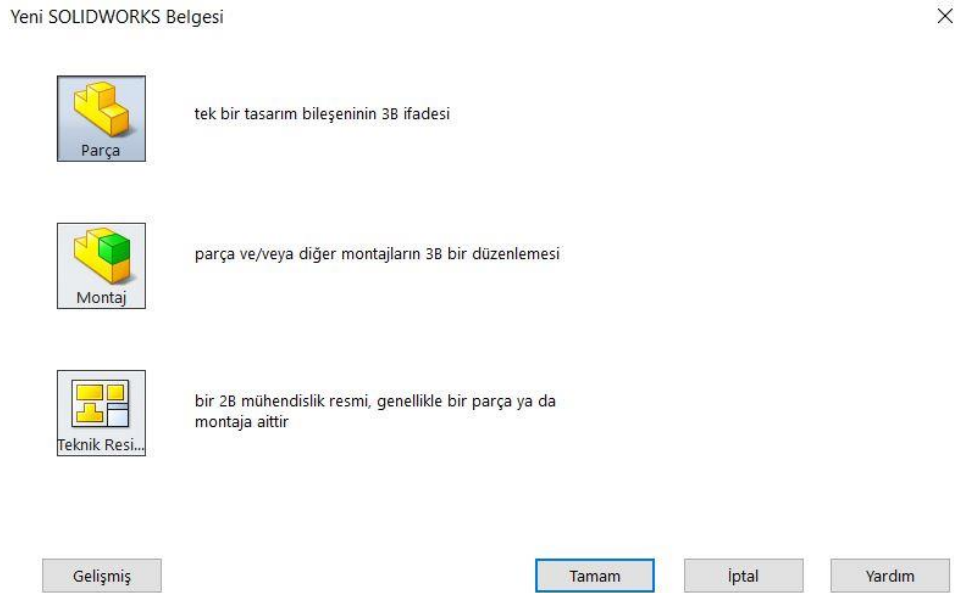 Yeni SOLIDWORKS Belgesi
Parça
tek bir tasarım bileşeninin 3B ifadesi
Montaj
parça ve/veya diğer montajların 3B bir düzenlemesi
Teknik Resi...
bir 2B mühendislik resmi, genellikle bir parça ya da
montaja aittir
Gelişmiş
Tamam
İptal
Yardım